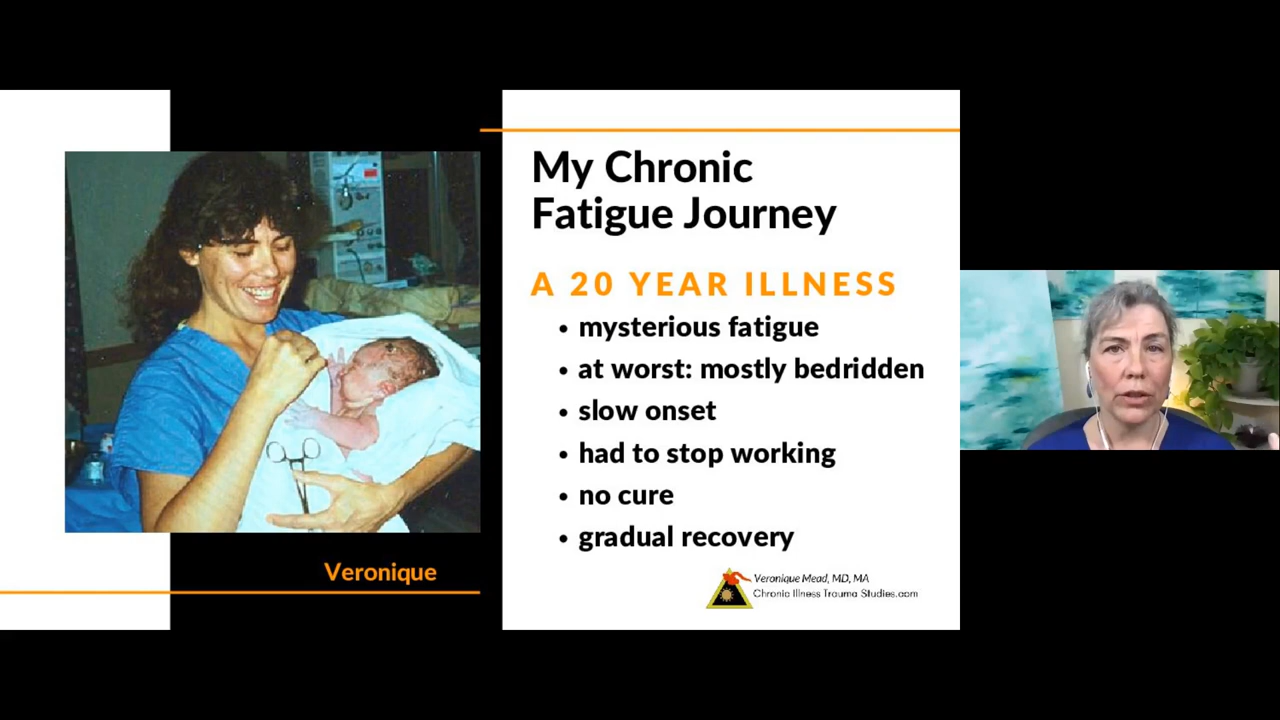 My Chronic
Fatigue Journey
A 20 YEAR ILLNESS
• mysterious fatigue
• at worst: mostly bedridden
• slow onset
• had to stop working
• no cure
• gradual recovery
Veronique
Veronique Mead, MD, MA
Chronic Illness Trauma Studies.com